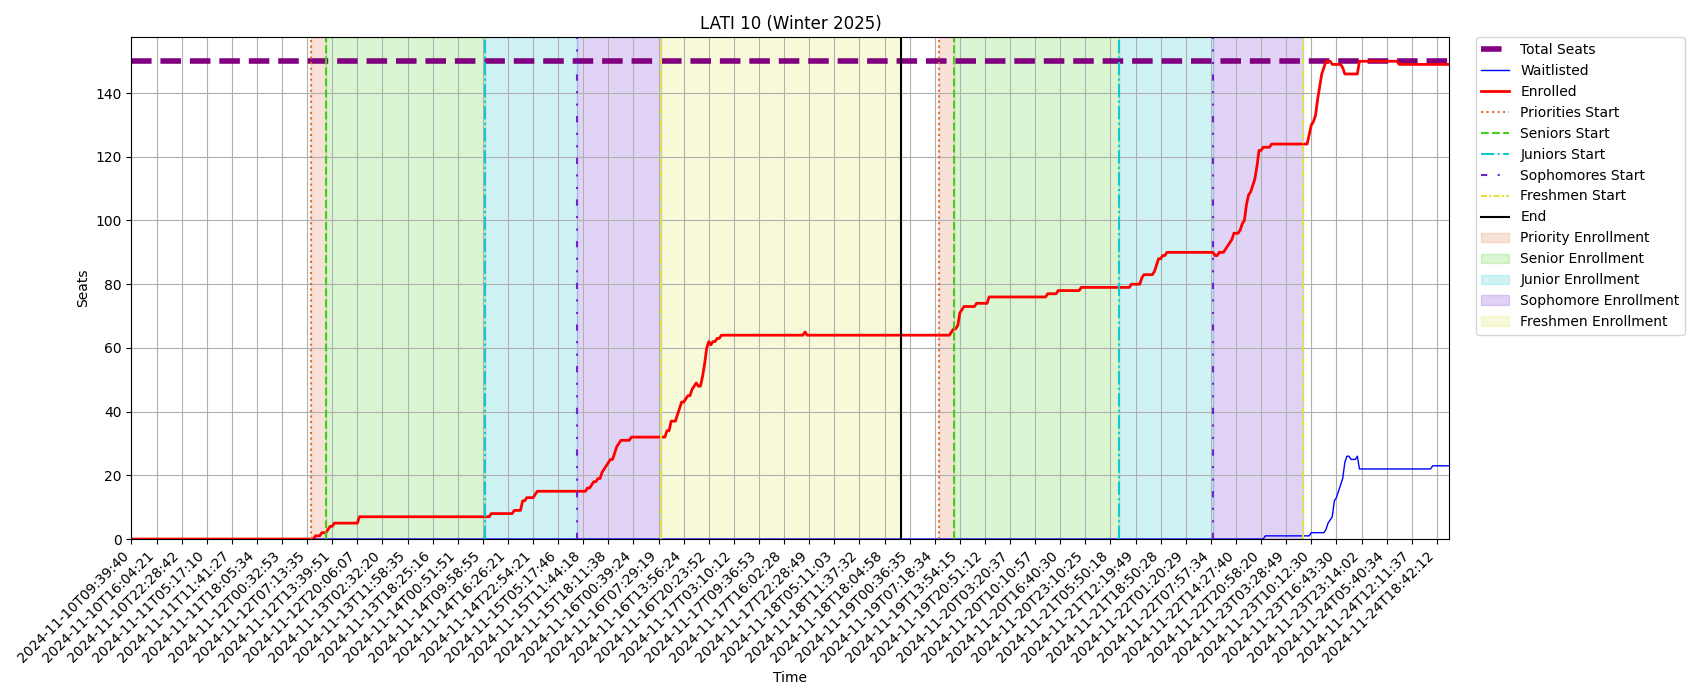 LATI 10 (Winter 2025)
Total Seats
Waitlisted
Enrolled
Priorities Start
Seniors Start
Juniors Start
Sophomores Start
Freshmen Start
End
Priority Enrollment
Senior Enrollment
Junior Enrollment
Sophomore Enrollment
Freshmen Enrollment
Seats
140
120
100
80
60
40
20
0
2024-11-10T09:39:40
2024-11-10T16:04:21
2024-11-10T22:28:42
2024-11-11T05:17:10
2024-11-11T11:41:27
2024-11-11T18:05:34
2024-11-12T00:32:53
2024-11-12T07:13:35
2024-11-12T13:39:51
2024-11-12T20:06:07
2024-11-13T11:58:35
2024-11-13T18:25:16
2024-11-14T00:51:51
2024-11-14T09:58:55
2024-11-14T16:26:21
2024-11-14T22:54:21
2024-11-15T05:17:46
2024-11-15T11:44:18
2024-11-15T18:11:38
2024-11-16T00:39:24
2024-11-16T07:29:19
2024-11-16T13:56:24
2024-11-16T20:23:52
2024-11-17T03:10:12
2024-11-17T09:36:53
2024-11-17T16:02:28
2024-11-17T22:28:49
2024-11-18T05:11:03
2024-11-18T11:37:32
2024-11-18T18:04:58
2024-11-19T00:36:35
2024-11-19T07:18:34
2024-11-19T13:54:15
2024-11-19T20:51:12
2024-11-20T03:20:37
2024-11-20T10:10:57
2024-11-20T16:40:30
2024-11-20T23:10:25
2024-11-21T05:50:18
2024-11-21T12:19:49
2024-11-21T18:50:28
2024-11-22T01:20:29
2024-11-22T07:57:34
2024-11-22T14:27:40
2024-11-22T20:58:20
2024-11-23T03:28:49
2024-11-23T10:12:30
2024-11-23T16:43:30
2024-11-23T23:14:02
2024-11-24T05:40:34
2024-11-24T12:11:37
2024-11-24T18:42:12
Time